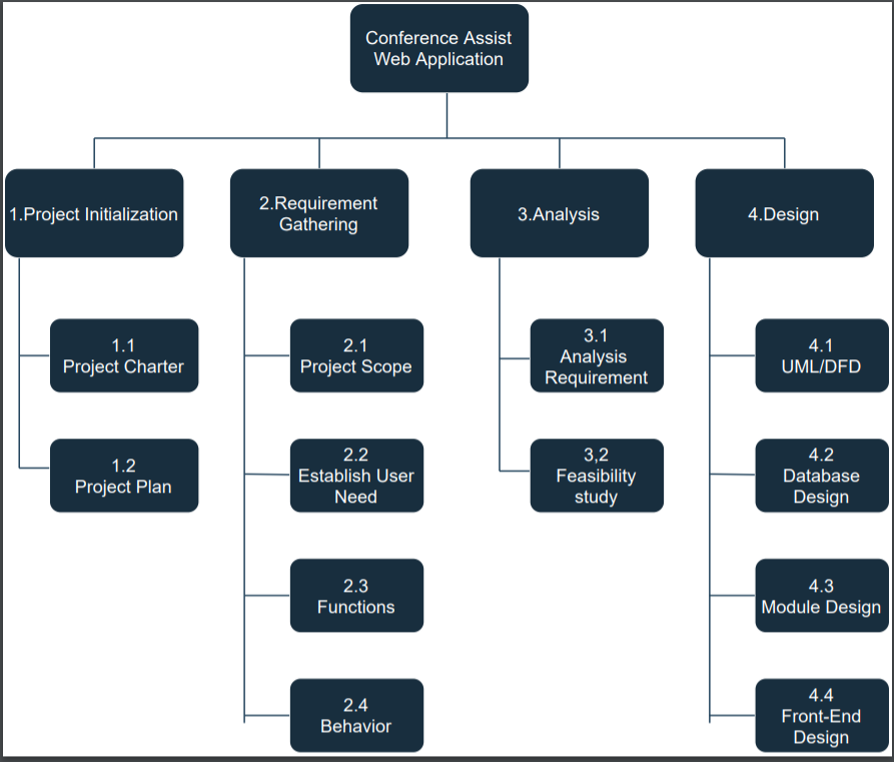 Conference Assist
Web Application
1.Project Initialization
2.Requirement
Gathering
3.Analysis
4.Design
1.1
Project Charter
1.2
Project Plan
2.1
Project Scope
2.2
Establish User
Need
2.3
Functions
2.4
Behavior
3.1
Analysis
Requirement
3,2
Feasibility
study
4.1
UML/DFD
4.2
Database
Design
4.3
Module Design
4.4
Front-End
Design